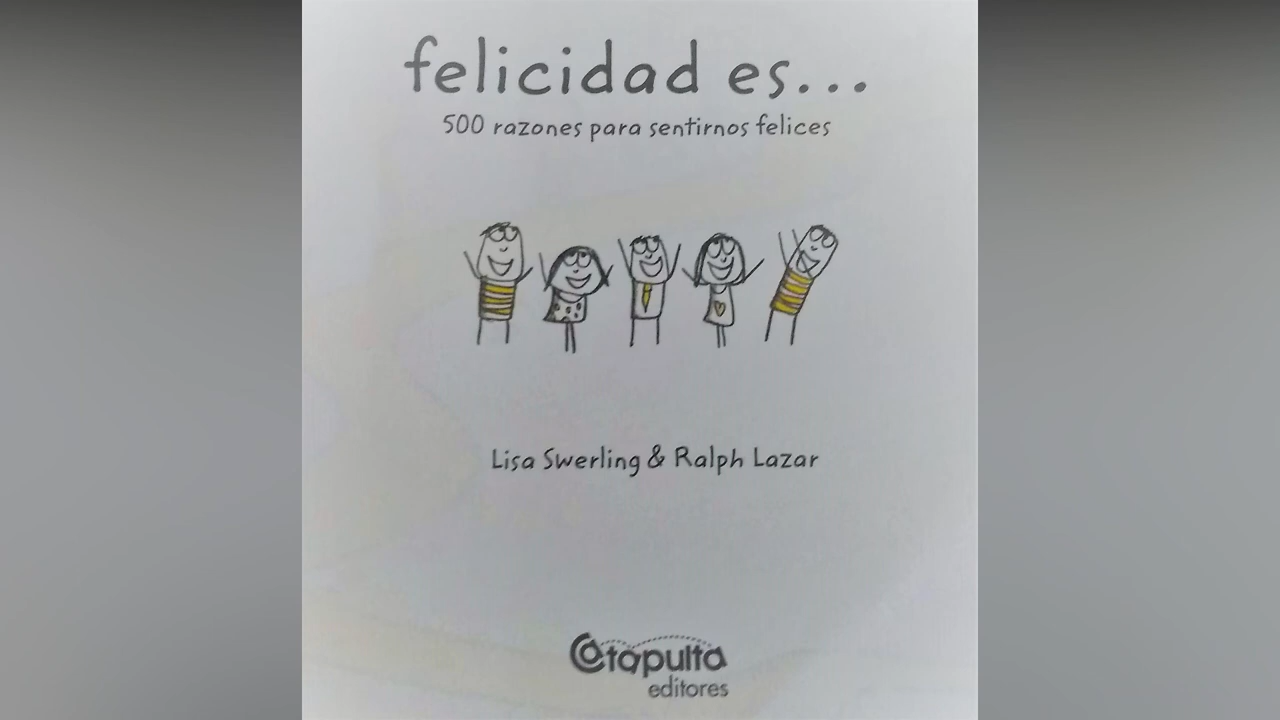 felicidad es...
500 razones para sentirnos felices
Lisa Swerling & Ralph Lazar
Catapulta
editores